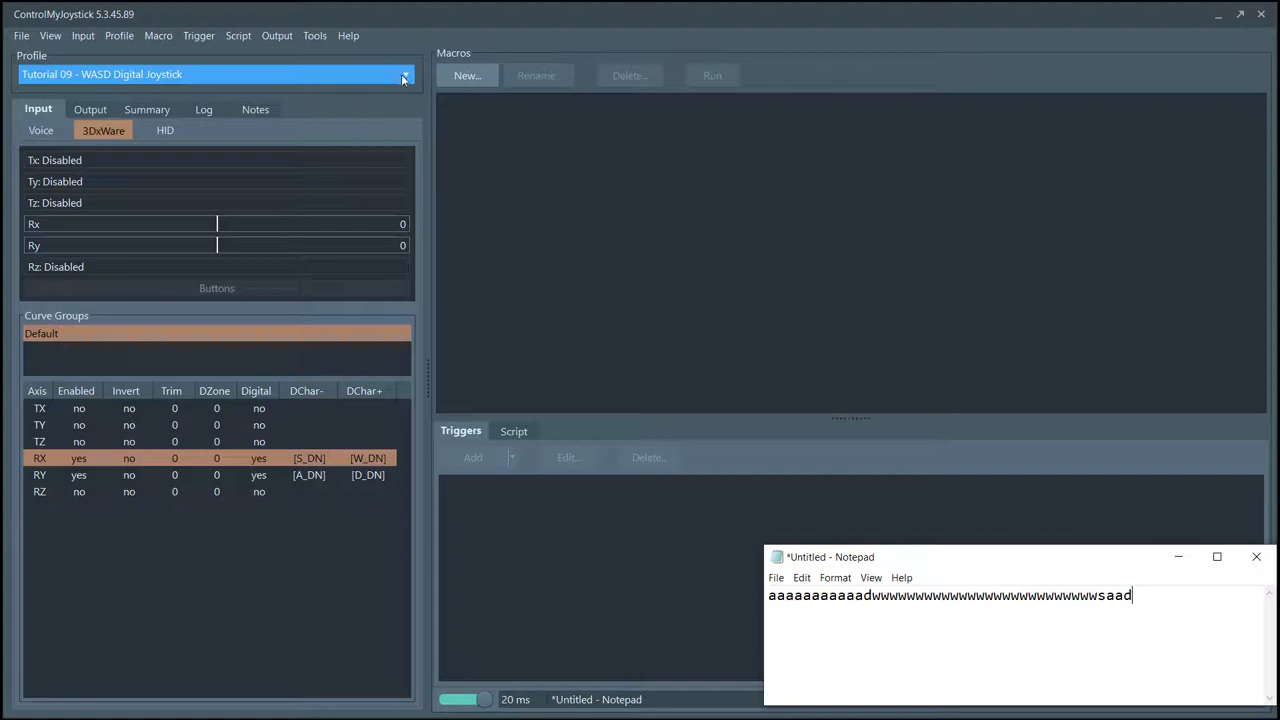 ControlMyJoystick 5.3.45.89
File View Input Profile Macro Trigger Script Output Tools Help
Profile
Tutorial 09 - WASD Digital Joystick
Input Output Summary Log Notes
Voice 3DxWare HID
Tx: Disabled
Ty: Disabled
Tz: Disabled
Rx 0
Ry 0
Rz: Disabled
Buttons
Curve Groups
Default
Axis Enabled Invert Trim DZone Digital DChar- DChar+
TX no no 0 0 no
TY no no 0 0 no
TZ no no 0 0 no
RX yes no 0 0 yes [S_DN] [W_DN]
RY yes no 0 0 yes [A_DN] [D_DN]
RZ no no 0 0 no
Macros
New... Rename Delete... Run
Triggers Script
Add Edit... Delete...
20 ms *Untitled - Notepad
*Untitled - Notepad
File Edit Format View Help
aaaaaaaaaaadwwwwwwwwwwwwwwwwwwwwwwwwwwsaad